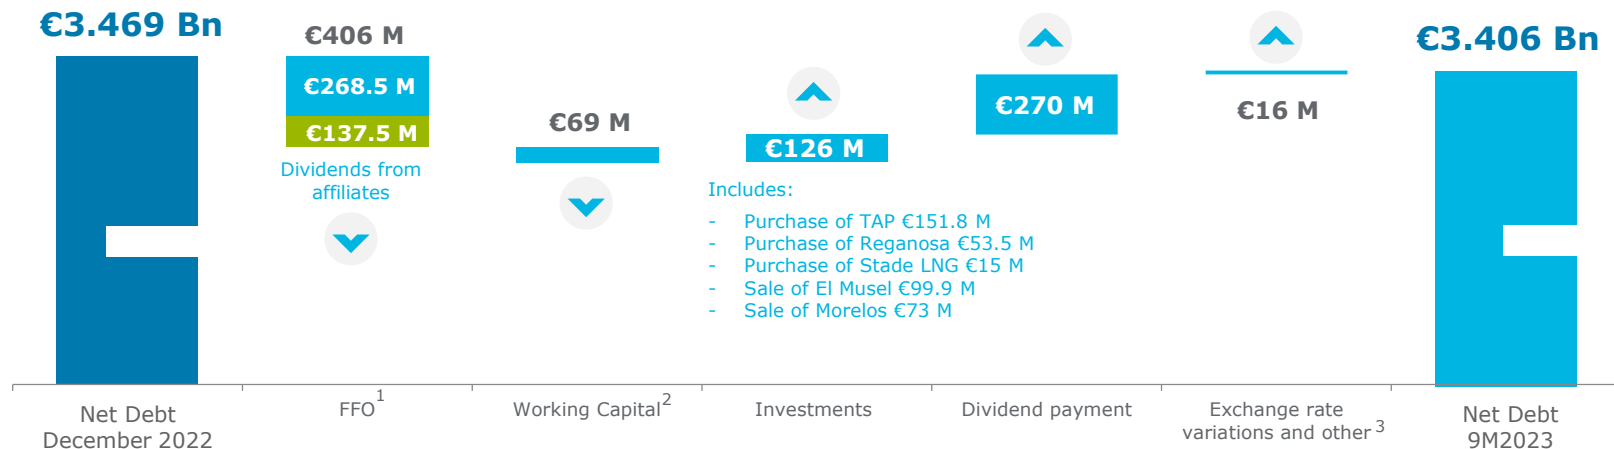 €3.469 Bn
€406 M
€268.5 M
€137.5 M
Dividends from
affiliates
€69 M
€126 M
Includes:
- Purchase of TAP €151.8 M
- Purchase of Reganosa €53.5 M
- Purchase of Stade LNG €15 M
- Sale of El Musel €99.9 M
- Sale of Morelos €73 M
€270 M
€16 M
€3.406 Bn
Net Debt
December 2022
FFO1
Working Capital2
Investments
Dividend payment
Exchange rate
variations and other3
Net Debt
9M2023